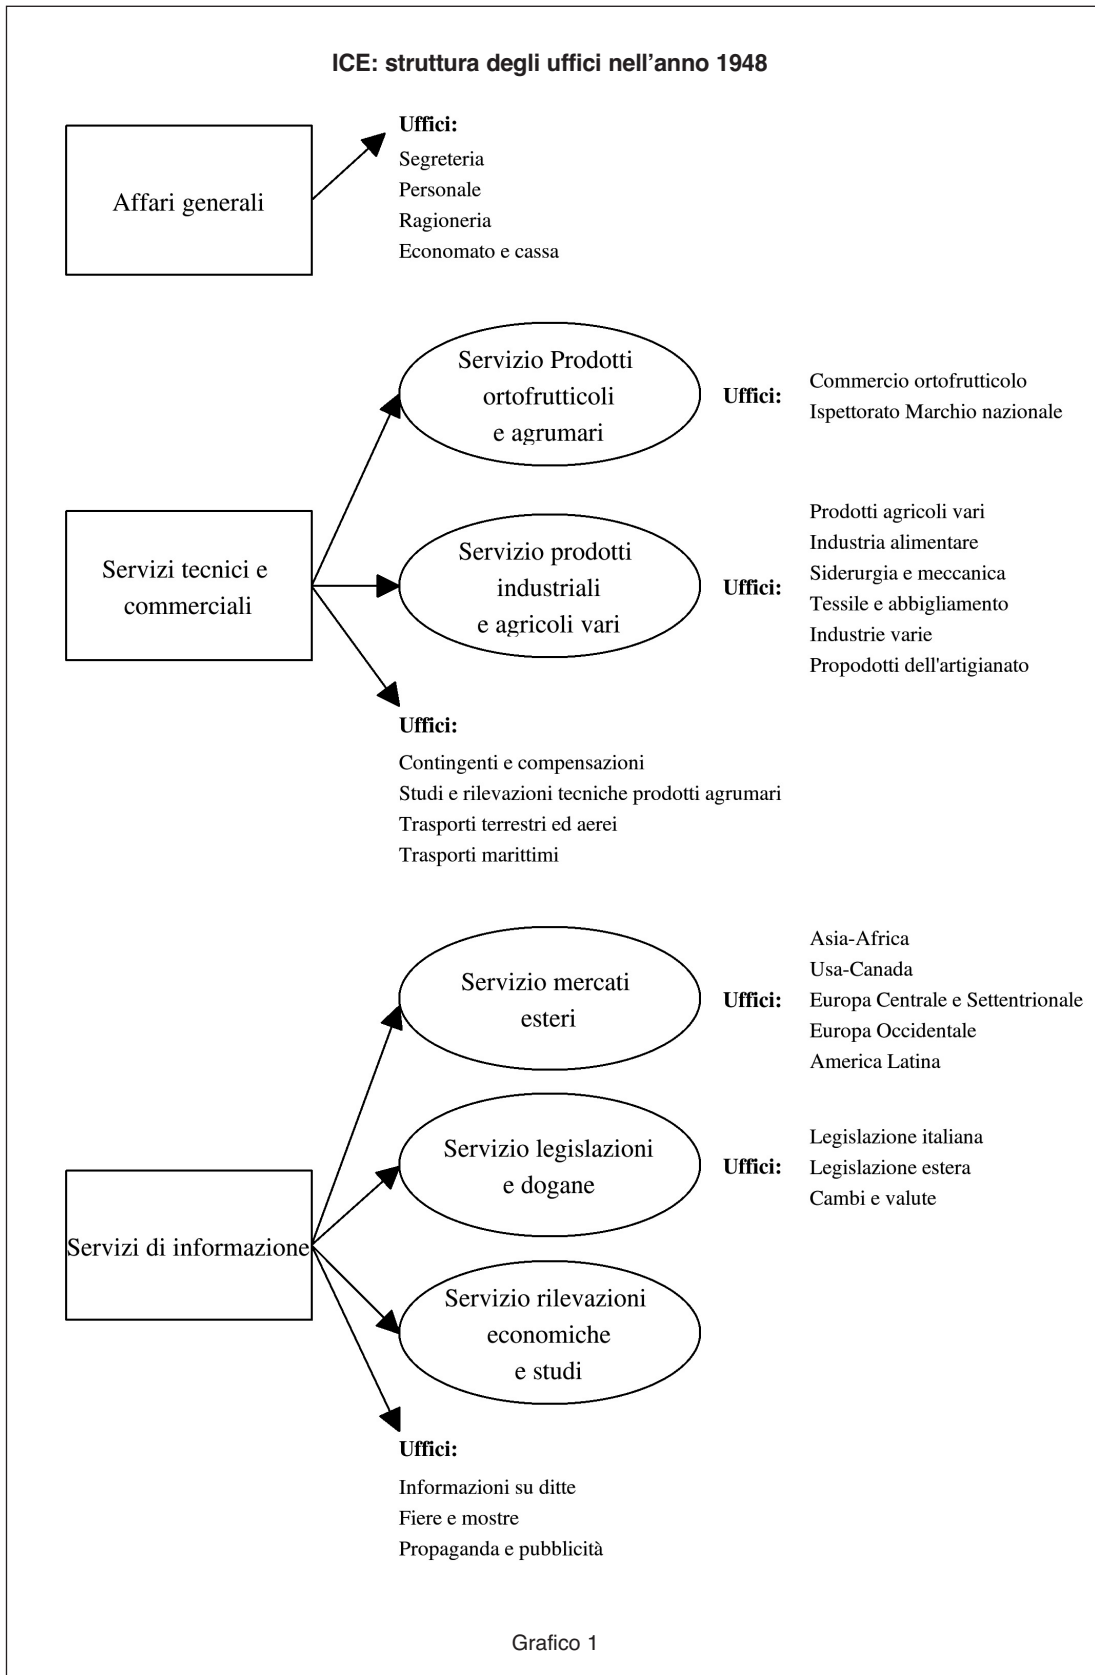 ICE: struttura degli uffici nell'anno 1948
Affari generali
Uffici:
Segreteria
Personale
Ragioneria
Economato e cassa
Servizi tecnici e
commerciali
Servizio Prodotti
ortofrutticoli
e agrumari
Uffici:
Commercio ortofrutticolo
Ispettorato Marchio nazionale
Servizio prodotti
industriali
e agricoli vari
Uffici:
Prodotti agricoli vari
Industria alimentare
Siderurgia e meccanica
Tessile e abbigliamento
Industrie varie
Propodotti dell'artigianato
Uffici:
Contingenti e compensazioni
Studi e rilevazioni tecniche prodotti agrumari
Trasporti terrestri ed aerei
Trasporti marittimi
Servizi di informazione
Servizio mercati
esteri
Uffici:
Asia-Africa
Usa-Canada
Europa Centrale e Settentrionale
Europa Occidentale
America Latina
Servizio legislazioni
e dogane
Uffici:
Legislazione italiana
Legislazione estera
Cambi e valute
Servizio rilevazioni
economiche
e studi
Uffici:
Informazioni su ditte
Fiere e mostre
Propaganda e pubblicità
Grafico 1